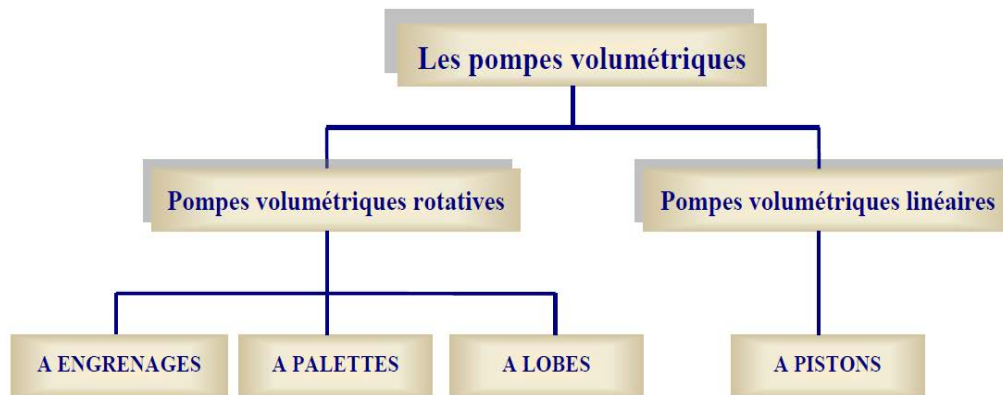 Les pompes volumétriques
Pompes volumétriques rotatives
Pompes volumétriques linéaires
A ENGRENAGES
A PALETTES
A LOBES
A PISTONS